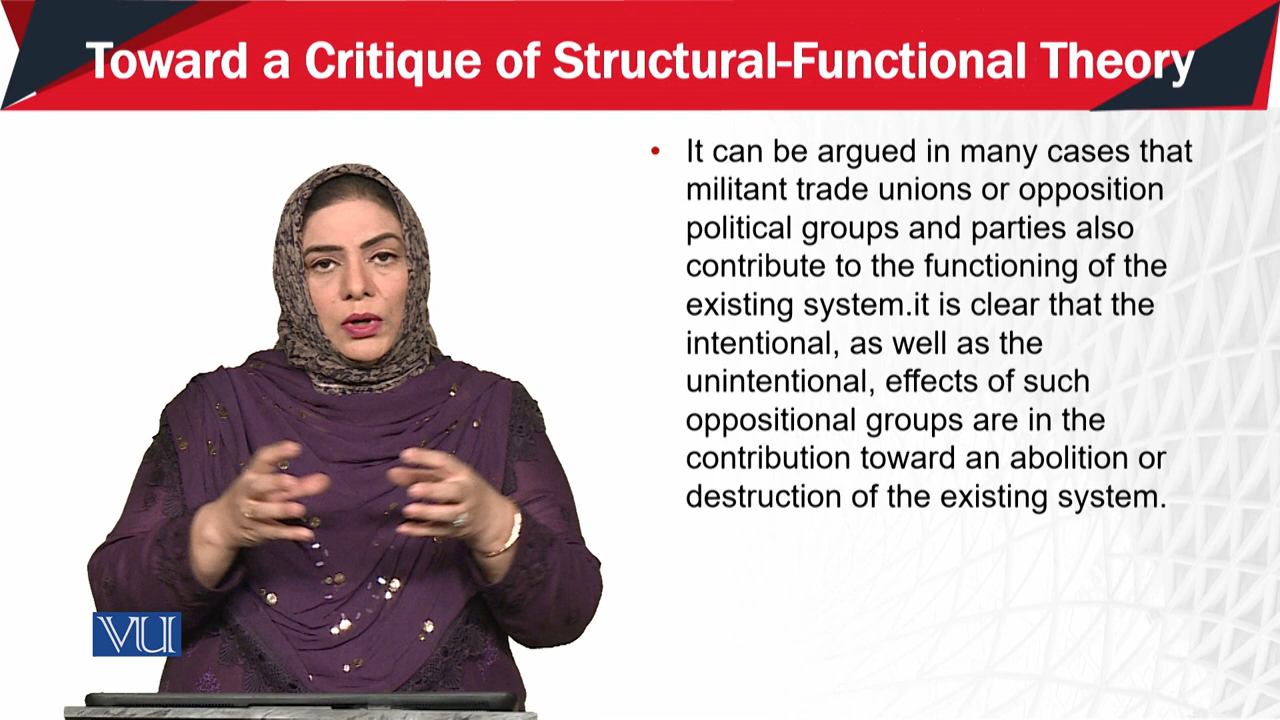 Toward a Critique of Structural-Functional Theory
• It can be argued in many cases that
militant trade unions or opposition
political groups and parties also
contribute to the functioning of the
existing system.it is clear that the
intentional, as well as the
unintentional, effects of such
oppositional groups are in the
contribution toward an abolition or
destruction of the existing system.
VU